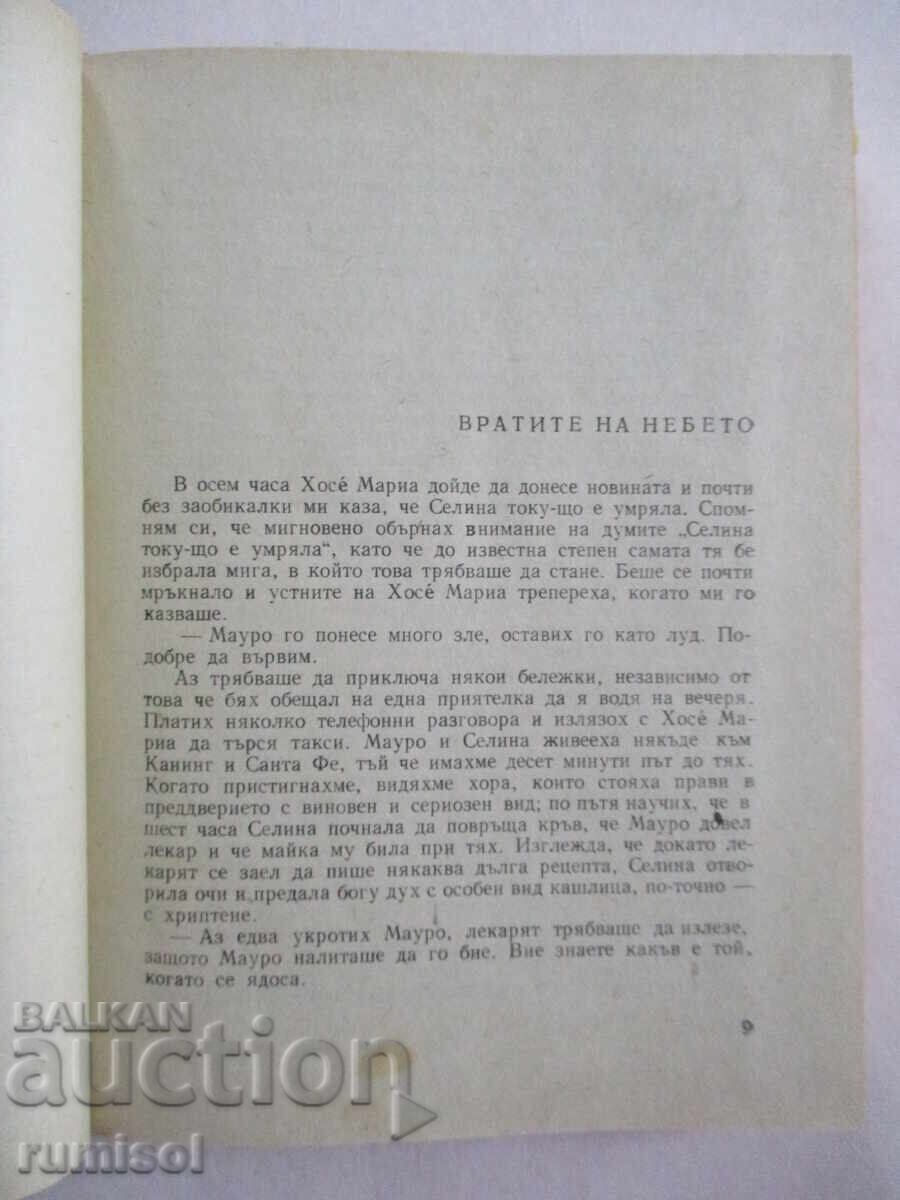 ВРАТИТЕ НА НЕБЕТО
В осем часа Хосé Мариа дойде да донесе новината и почти
без заобикалки ми каза, че Селина току-що е умряла. Спом-
ням си, че мигновено обърнах внимание на думите „Селина
току-що е умряла“, като че до известна степен самата тя бе
избрала мига, в който това трябваше да стане. Беше се почти
мръкнало и устните на Хосé Мариа трепереха, когато ми го
казваше.
— Мауро го понесе много зле, оставих го като луд. По-
добре да вървим.
Аз трябваше да приключа някои бележки, независимо от
това че бях обещал на една приятелка да я водя на вечеря.
Платих няколко телефонни разговора и излязох с Хосé Ма-
риа да търся такси. Мауро и Селина живееха някъде към
Канинг и Санта Фе, тъй че имахме десет минути път до тях.
Когато пристигнахме, видяхме хора, които стояха прави в
преддверието с виновен и сериозен вид; по пътя научих, че в
шест часа Селина почнала да повръща кръв, че Мауро довел
лекар и че майка му била при тях. Изглежда, че докато ле-
карят се заел да пише някаква дълга рецепта, Селина отво-
рила очи и предала богу дух с особен вид кашлица, по-точно —
с хриптене.
— Аз едва укротих Мауро, лекарят трябваше да излезе,
защото Мауро налиташе да го бие. Вие знаете какъв е той,
когато се ядоса.
9
BALKAN
auction
rumisol